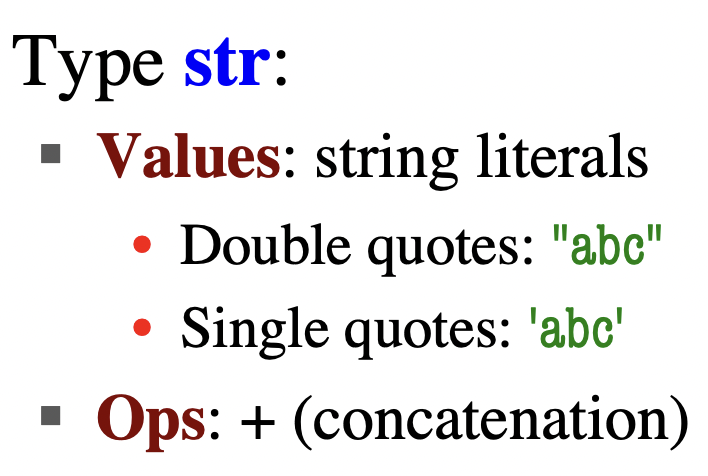 Type str:
Values: string literals
Double quotes: "abc"
Single quotes: 'abc'
Ops: + (concatenation)